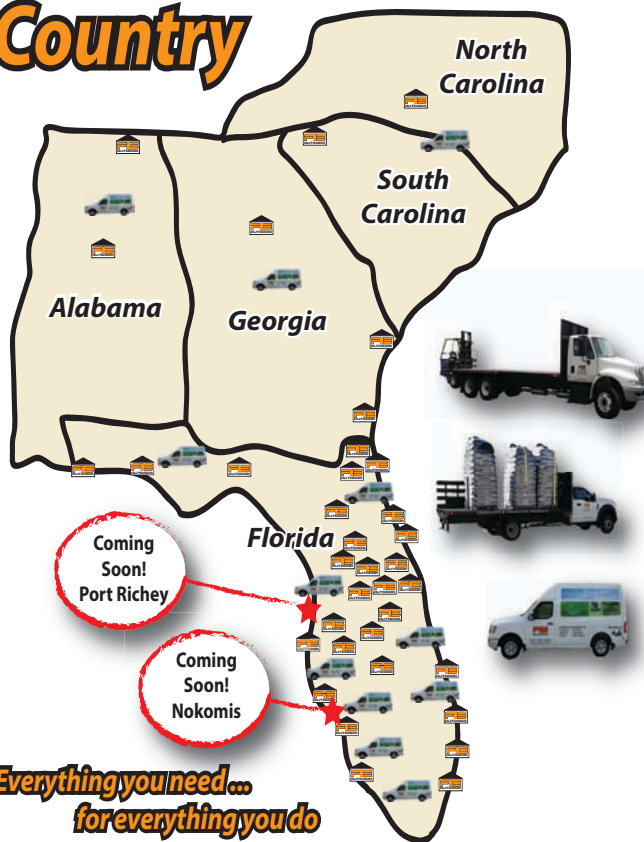 Country
North
Carolina
South
Carolina
Alabama
Georgia
Florida
Coming
Soon!
Port Richey
Coming
Soon!
Nokomis
Everything you need ...
for everything you do